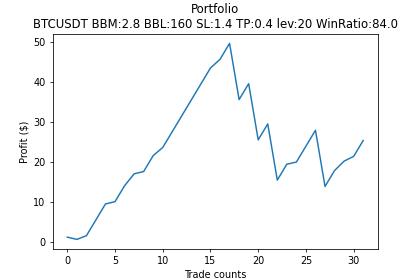 Portfolio
BTCUSDT BBM:2.8 BBL:160 SL:1.4 TP:0.4 lev:20 WinRatio:84.0
50
40
30
20
10
0
Profit ($)
0 5 10 15 20 25 30
Trade counts